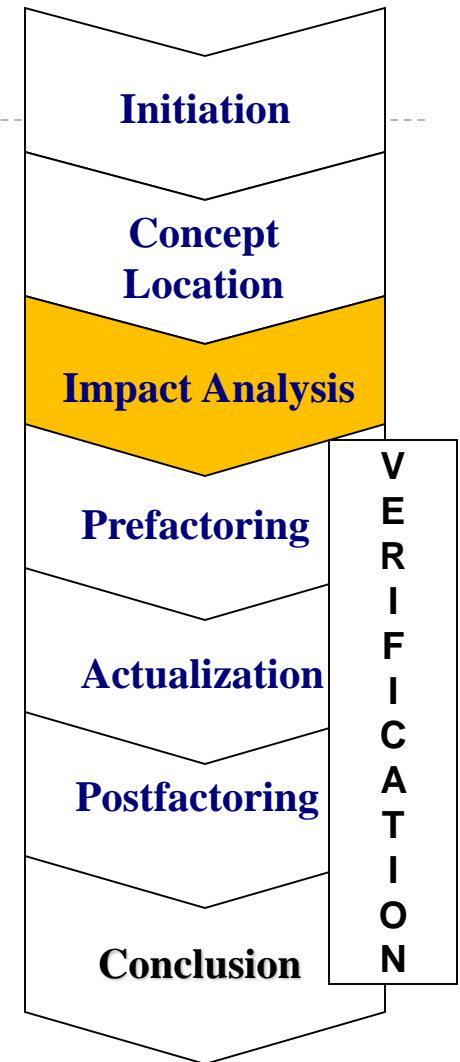 Initiation
Concept
Location
Impact Analysis
Prefactoring
Actualization
Postfactoring
Conclusion
V
E
R
I
F
I
C
A
T
I
O
N